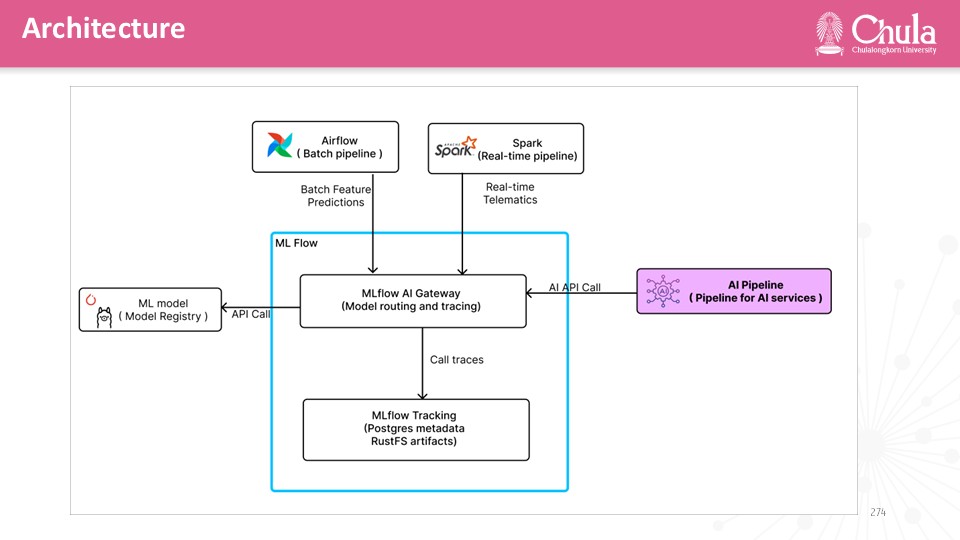 Architecture
Chula
Chulalongkorn University
Airflow
( Batch pipeline )
APACHE
Spark
Spark
(Real-time pipeline)
Batch Feature
Predictions
Real-time
Telematics
ML Flow
MLflow AI Gateway
(Model routing and tracing)
AI API Call
AI
AI Pipeline
( Pipeline for AI services )
ML model
( Model Registry )
API Call
Call traces
MLflow Tracking
(Postgres metadata
RustFS artifacts)
274